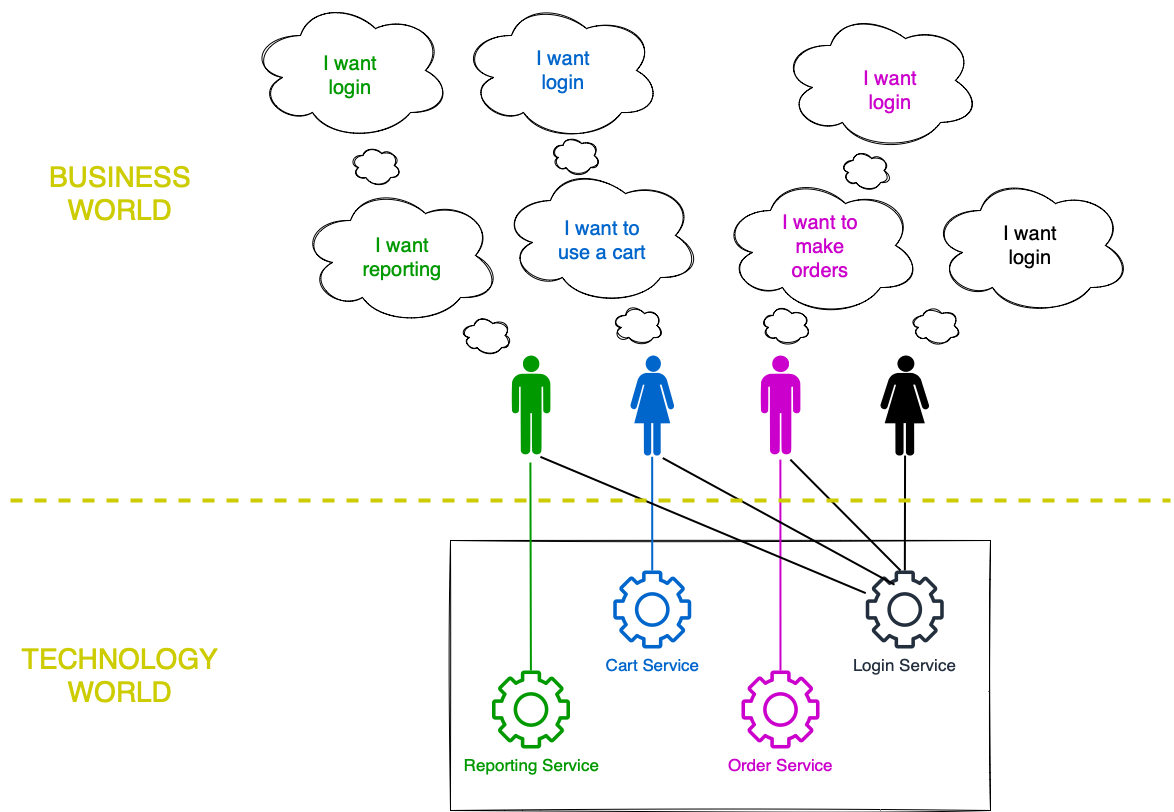 I want
login
I want
login
I want
login
BUSINESS
WORLD
I want
reporting
I want to
use a cart
I want to
make
orders
I want
login
TECHNOLOGY
WORLD
Cart Service
Login Service
Reporting Service
Order Service